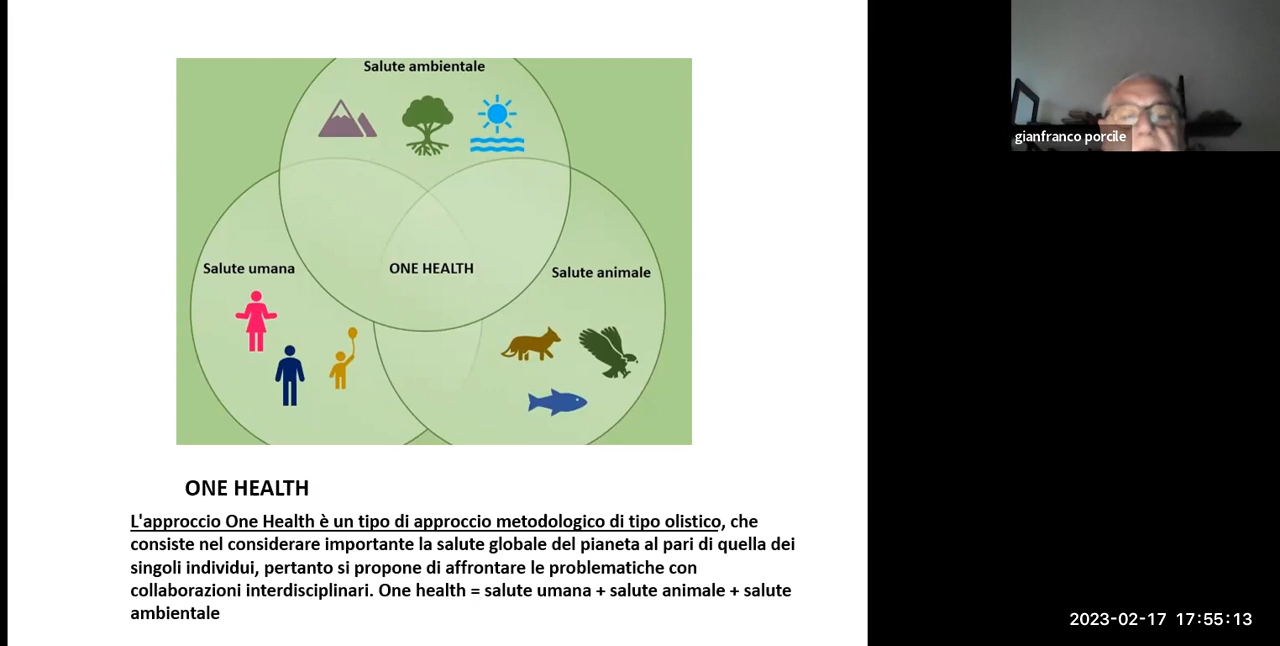 Salute ambientale
gianfranco porcile
Salute umana
ONE HEALTH
Salute animale
ONE HEALTH
L'approccio One Health è un tipo di approccio metodologico di tipo olistico, che
consiste nel considerare importante la salute globale del pianeta al pari di quella dei
singoli individui, pertanto si propone di affrontare le problematiche con
collaborazioni interdisciplinari. One health = salute umana + salute animale + salute
ambientale
2023-02-17 17:55:13